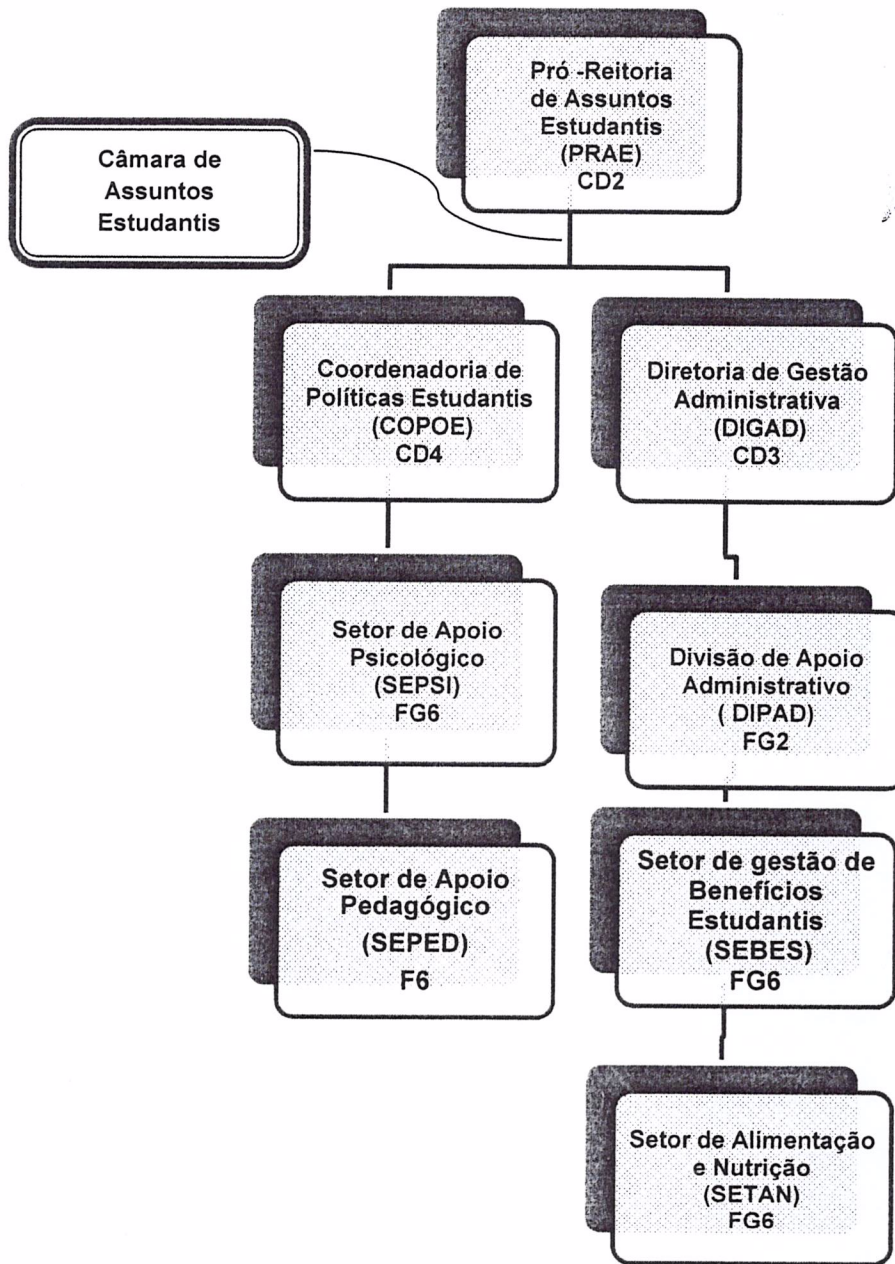 Pró -Reitoria
de Assuntos
Estudantis
(PRAE)
CD2
Câmara de
Assuntos
Estudantis
Coordenadoria de
Políticas Estudantis
(COPOE)
CD4
Diretoria de Gestão
Administrativa
(DIGAD)
CD3
Setor de Apoio
Psicológico
(SEPSI)
FG6
Divisão de Apoio
Administrativo
( DIPAD)
FG2
Setor de Apoio
Pedagógico
(SEPED)
F6
Setor de gestão de
Benefícios
Estudantis
(SEBES)
FG6
Setor de Alimentação
e Nutrição
(SETAN)
FG6